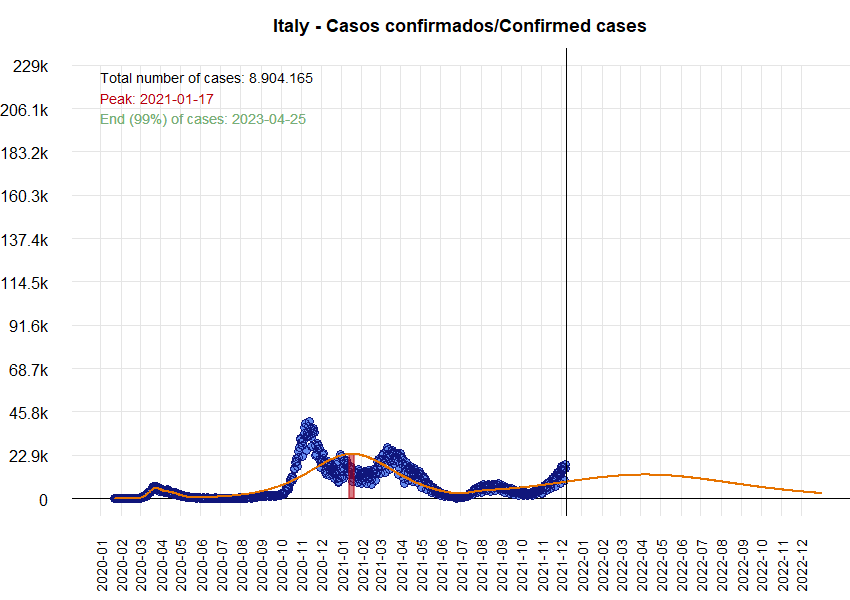 Italy - Casos confirmados/Confirmed cases
229k
Total number of cases: 8.904.165
Peak: 2021-01-17
206.1k
End (99%) of cases: 2023-04-25
183.2k
160.3k
137.4k
114.5k
91.6k
68.7k
45.8k
22.9k
0
2020-01
2020-02
2020-03
2020-04
2020-05
2020-06
2020-07
2020-08
2020-09
2020-10
2020-11
2020-12
2021-01
2021-02
2021-03
2021-04
2021-05
2021-06
2021-07
2021-08
2021-09
2021-10
2021-11
2021-12
2022-01
2022-02
2022-03
2022-04
2022-05
2022-06
2022-07
2022-08
2022-09
2022-10
2022-11
2022-12